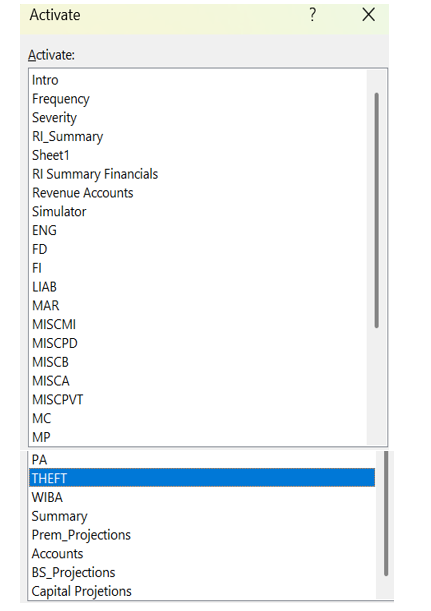 Activate
?
Activate:
Intro
Frequency
Severity
RI_Summary
Sheet1
RI Summary Financials
Revenue Accounts
Simulator
ENG
FD
FI
LIAB
MAR
MISCMI
MISCPD
MISCB
MISCA
MISCPVT
MC
MP
PA
THEFT
WIBA
Summary
Prem_Projections
Accounts
BS_Projections
Capital Projetions